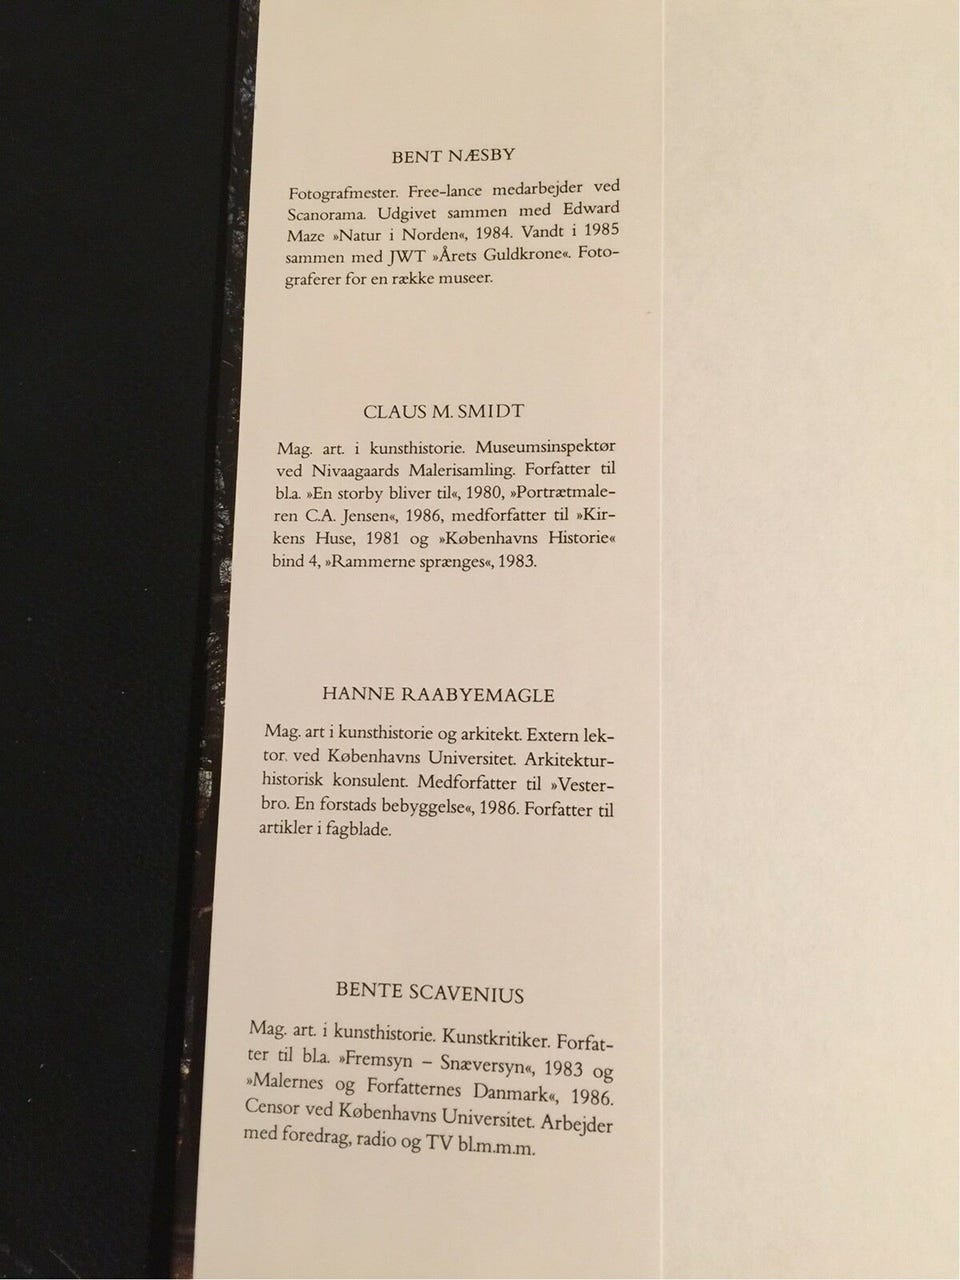 BENT NÆSBY
Fotografmester. Free-lance medarbejder ved
Scanorama. Udgivet sammen med Edward
Maze »Natur i Norden«, 1984. Vandt i 1985
sammen med JWT »Årets Guldkrone«. Foto-
graferer for en række museer.
CLAUS M. SMIDT
Mag. art. i kunsthistorie. Museumsinspektør
ved Nivaagaards Malerisamling. Forfatter til
bl.a. »En storby bliver til«, 1980, »Portrætmale-
ren C.A. Jensen«, 1986, medforfatter til »Kir-
kens Huse, 1981 og »Københavns Historie«
bind 4, »Rammerne sprænges«, 1983.
HANNE RAABYEMAGLE
Mag. art i kunsthistorie og arkitekt. Extern lek-
tor. ved Københavns Universitet. Arkitektur-
historisk konsulent. Medforfatter til »Vester-
bro. En forstads bebyggelse«, 1986. Forfatter til
artikler i fagblade.
BENTE SCAVENIUS
Mag. art. i kunsthistorie. Kunstkritiker. Forfat-
ter til bl.a. »Fremsyn – Snæversyn«, 1983 og
»Malernes og Forfatternes Danmark«, 1986.
Censor ved Københavns Universitet. Arbejder
med foredrag, radio og TV bl.m.m.m.